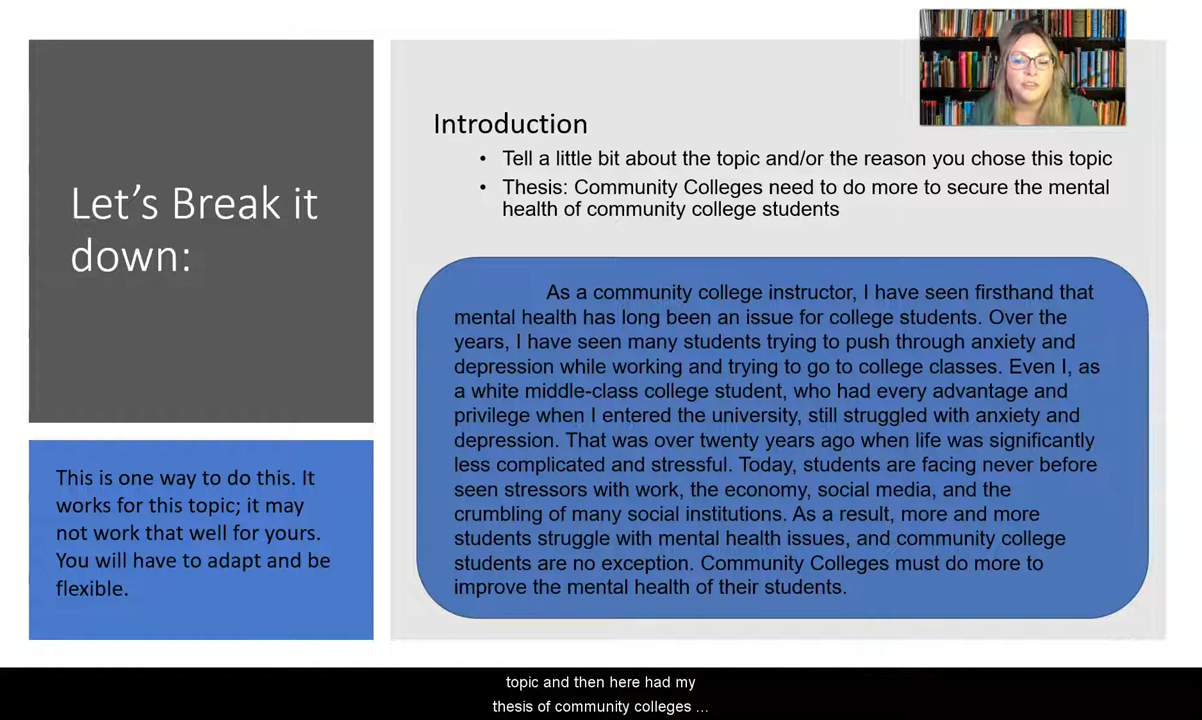 Let's Break it
down:
This is one way to do this. It
works for this topic; it may
not work that well for yours.
You will have to adapt and be
flexible.
Introduction
• Tell a little bit about the topic and/or the reason you chose this topic
• Thesis: Community Colleges need to do more to secure the mental
health of community college students
As a community college instructor, I have seen firsthand that
mental health has long been an issue for college students. Over the
years, I have seen many students trying to push through anxiety and
depression while working and trying to go to college classes. Even I, as
a white middle-class college student, who had every advantage and
privilege when I entered the university, still struggled with anxiety and
depression. That was over twenty years ago when life was significantly
less complicated and stressful. Today, students are facing never before
seen stressors with work, the economy, social media, and the
crumbling of many social institutions. As a result, more and more
students struggle with mental health issues, and community college
students are no exception. Community Colleges must do more to
improve the mental health of their students.
topic and then here had my
thesis of community colleges ...